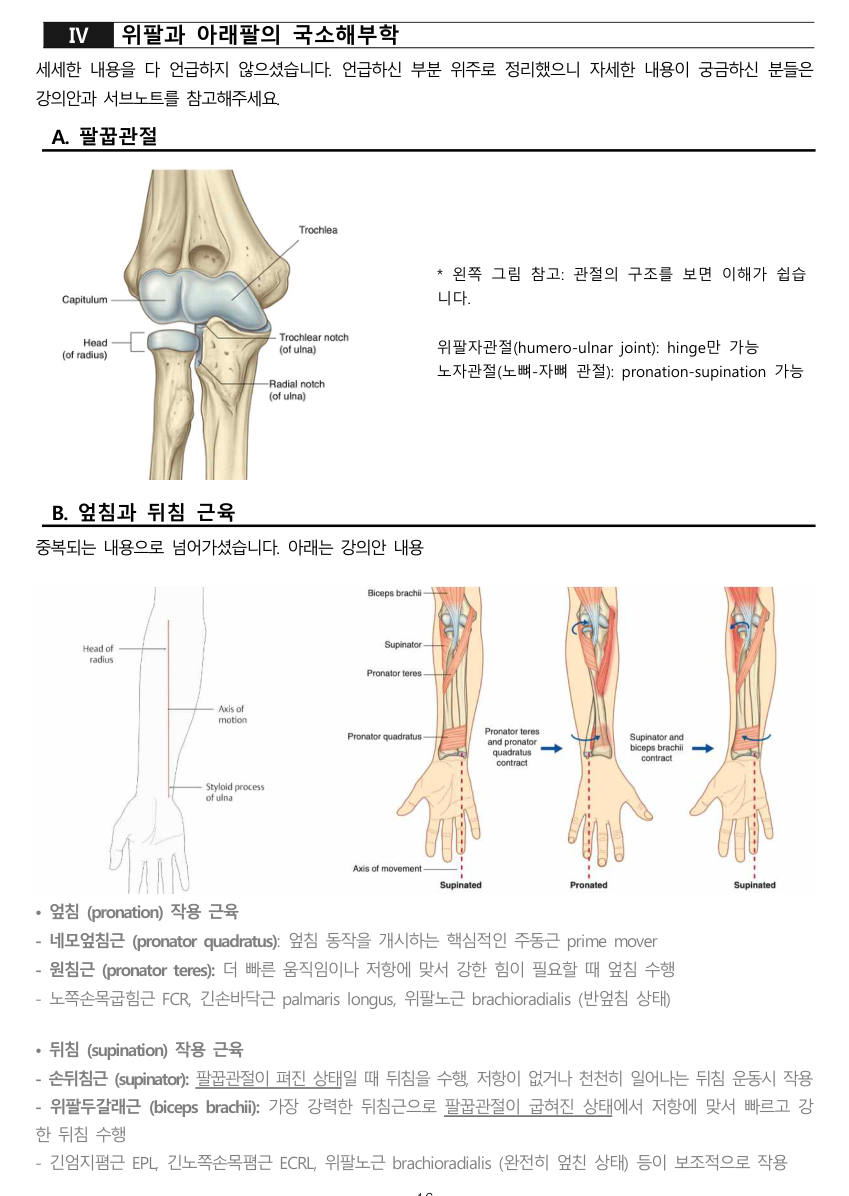 IV 위팔과 아래팔의 국소해부학
세세한 내용을 다 언급하지 않으셨습니다. 언급하신 부분 위주로 정리했으니 자세한 내용이 궁금하신 분들은
강의안과 서브노트를 참고해주세요.
A. 팔꿉관절
Trochlea
Capitulum
Head
(of radius)
Trochlear notch
(of ulna)
Radial notch
(of ulna)
* 왼쪽 그림 참고: 관절의 구조를 보면 이해가 쉽습
니다.
위팔자관절(humero-ulnar joint): hinge만 가능
노자관절(노뼈-자뼈 관절): pronation-supination 가능
B. 엎침과 뒤침 근육
중복되는 내용으로 넘어가셨습니다. 아래는 강의안 내용
Head of
radius
Axis of
motion
Styloid process
of ulna
Biceps brachii
Supinator
Pronator teres
Pronator quadratus
Pronator teres
and pronator
quadratus
contract
Supinator and
biceps brachii
contract
Axis of movement
Supinated
Pronated
Supinated
• 엎침 (pronation) 작용 근육
- 네모엎침근 (pronator quadratus): 엎침 동작을 개시하는 핵심적인 주동근 prime mover
- 원침근 (pronator teres): 더 빠른 움직임이나 저항에 맞서 강한 힘이 필요할 때 엎침 수행
- 노쪽손목굽힘근 FCR, 긴손바닥근 palmaris longus, 위팔노근 brachioradialis (반엎침 상태)
• 뒤침 (supination) 작용 근육
- 손뒤침근 (supinator): 팔꿉관절이 펴진 상태일 때 뒤침을 수행, 저항이 없거나 천천히 일어나는 뒤침 운동시 작용
- 위팔두갈래근 (biceps brachii): 가장 강력한 뒤침근으로 팔꿉관절이 굽혀진 상태에서 저항에 맞서 빠르고 강
한 뒤침 수행
- 긴엄지폄근 EPL, 긴노쪽손목폄근 ECRL, 위팔노근 brachioradialis (완전히 엎친 상태) 등이 보조적으로 작용